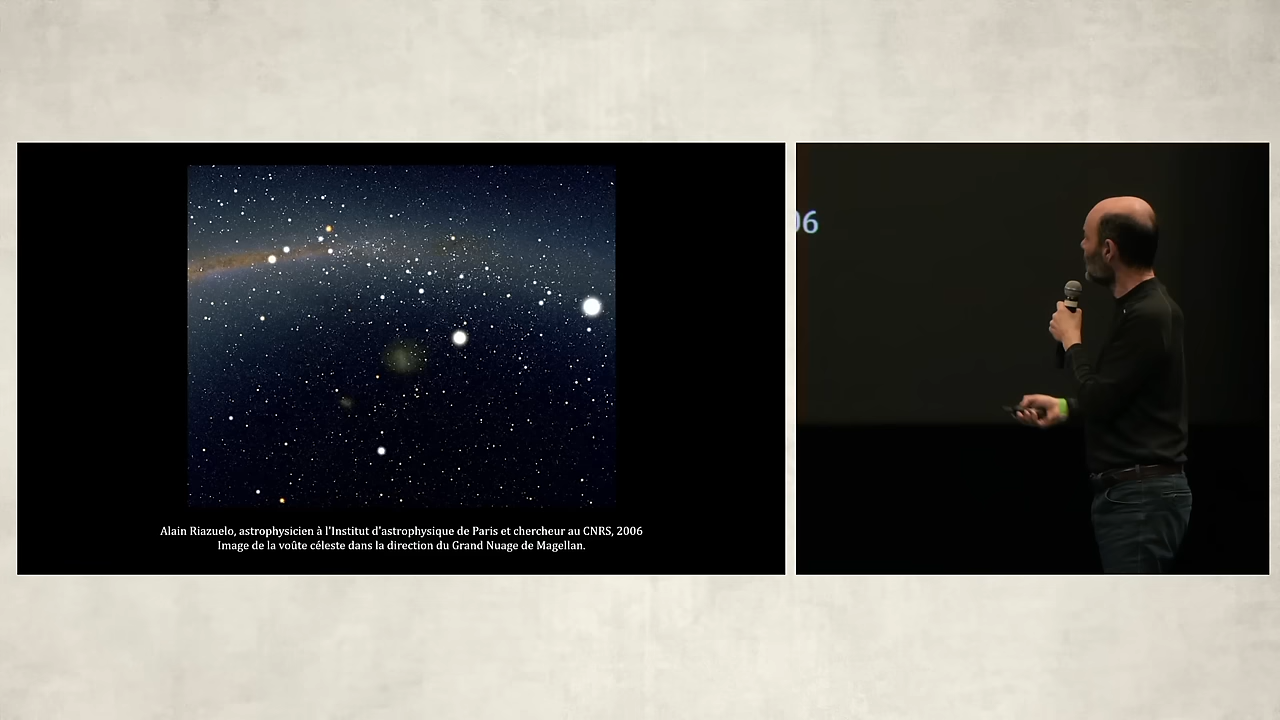 Alain Riazuelo, astrophysicien à l'Institut d'astrophysique de Paris et chercheur au CNRS, 2006
Image de la voûte céleste dans la direction du Grand Nuage de Magellan.
06